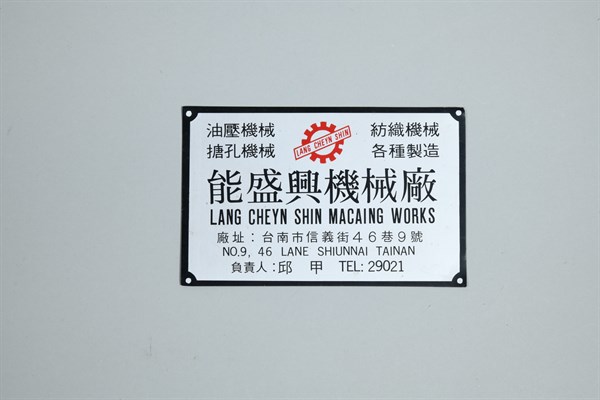 油壓機械 LANG CHEYN SHIN 紡織機械
搪孔機械 各種製造
能盛興機械廠
LANG CHEYN SHIN MACAING WORKS
廠址：台南市信義街４６巷９號
NO.9, 46 LANE SHIUNNAI TAINAN
負責人：邱 甲 TEL: 29021